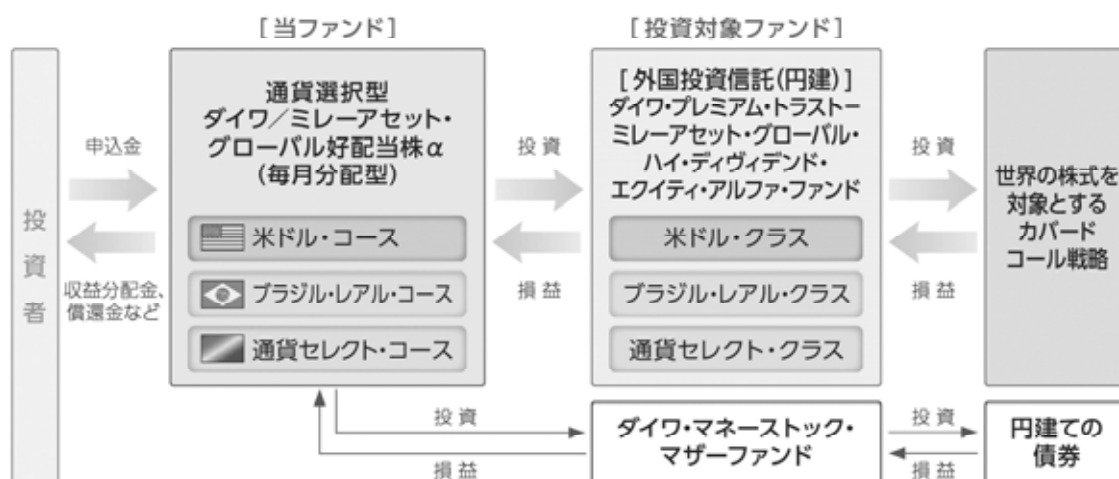 [当ファンド]
[投資対象ファンド]
投資者
申込金
収益分配金、
償還金など
通貨選択型
ダイワ／ミレーアセット・
グローバル好配当株α
(毎月分配型)
米ドル・コース
ブラジル・レアル・コース
通貨セレクト・コース
投資
損益
[外国投資信託(円建)]
ダイワ・プレミアム・トラストー
ミレーアセット・グローバル・
ハイ・ディヴィデンド・
エクイティ・アルファ・ファンド
米ドル・クラス
ブラジル・レアル・クラス
通貨セレクト・クラス
投資
損益
世界の株式を
対象とする
カバード
コール戦略
投資
損益
ダイワ・マネーストック・
マザーファンド
投資
損益
円建ての
債券